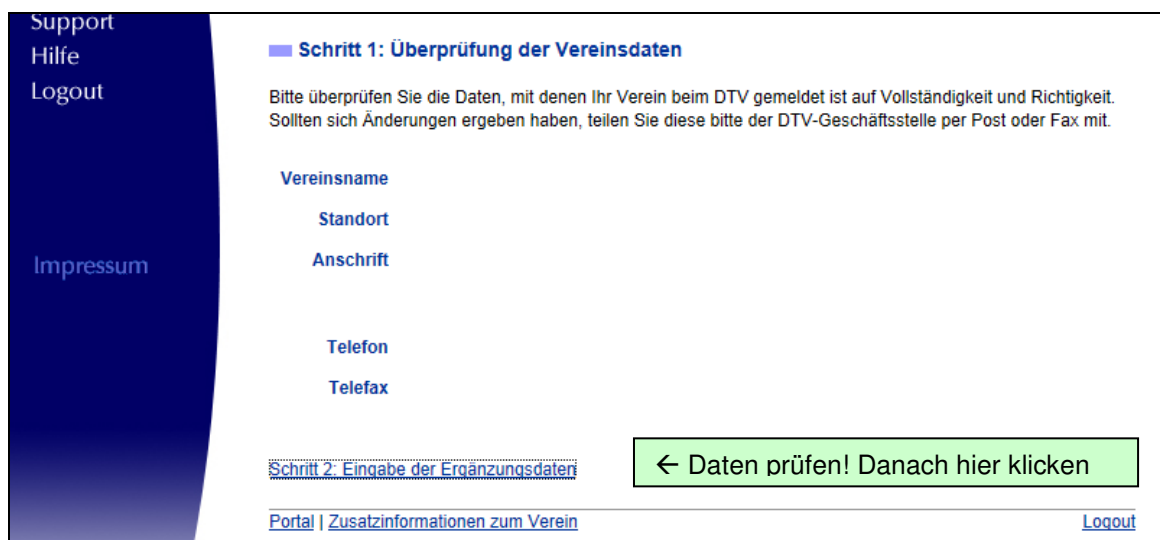 Support
Hilfe
Logout
Impressum
Schritt 1: Überprüfung der Vereinsdaten
Bitte überprüfen Sie die Daten, mit denen Ihr Verein beim DTV gemeldet ist auf Vollständigkeit und Richtigkeit.
Sollten sich Änderungen ergeben haben, teilen Sie diese bitte der DTV-Geschäftsstelle per Post oder Fax mit.
Vereinsname
Standort
Anschrift
Telefon
Telefax
Schritt 2: Eingabe der Ergänzungsdaten
← Daten prüfen! Danach hier klicken
Portal | Zusatzinformationen zum Verein Logout